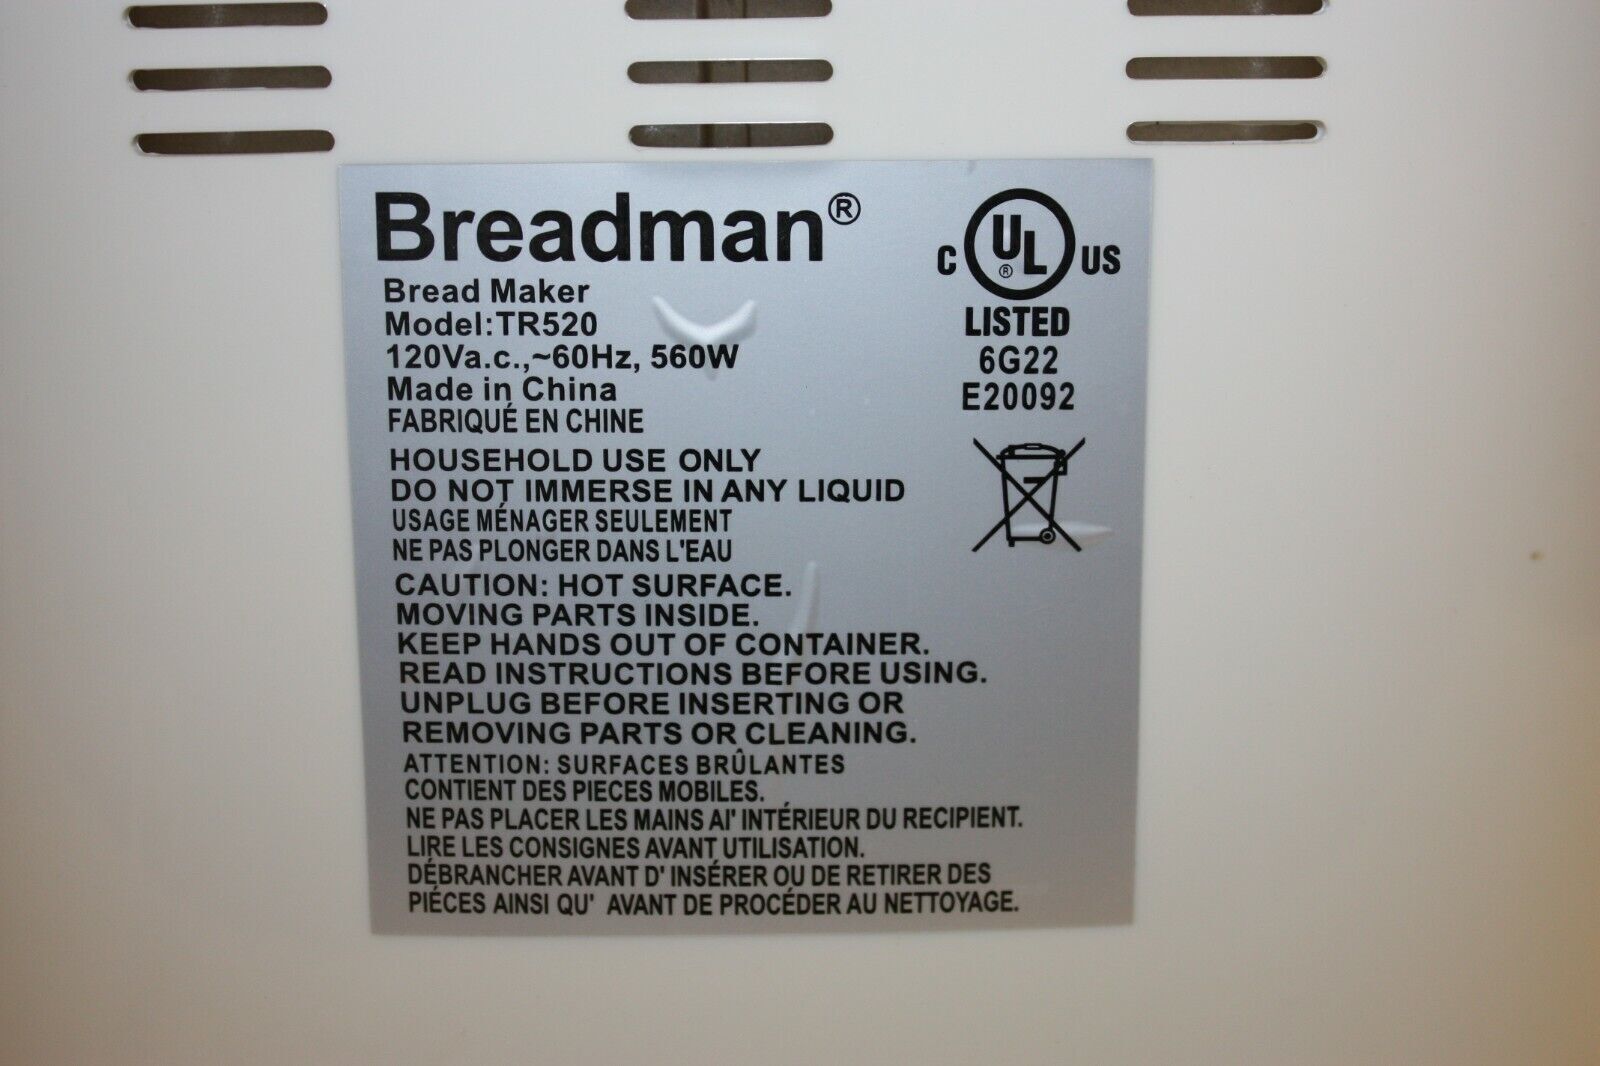 Breadman®
Bread Maker
Model:TR520
120Va.c.,~60Hz, 560W
Made in China
FABRIQUÉ EN CHINE
C UL® US
LISTED
6G22
E20092
HOUSEHOLD USE ONLY
DO NOT IMMERSE IN ANY LIQUID
USAGE MÉNAGER SEULEMENT
NE PAS PLONGER DANS L'EAU
CAUTION: HOT SURFACE.
MOVING PARTS INSIDE.
KEEP HANDS OUT OF CONTAINER.
READ INSTRUCTIONS BEFORE USING.
UNPLUG BEFORE INSERTING OR
REMOVING PARTS OR CLEANING.
ATTENTION: SURFACES BRÛLANTES
CONTIENT DES PIECES MOBILES.
NE PAS PLACER LES MAINS AI' INTÉRIEUR DU RECIPIENT.
LIRE LES CONSIGNES AVANT UTILISATION.
DÉBRANCHER AVANT D' INSÉRER OU DE RETIRER DES
PIÉCES AINSI QU' AVANT DE PROCÉDER AU NETTOYAGE.